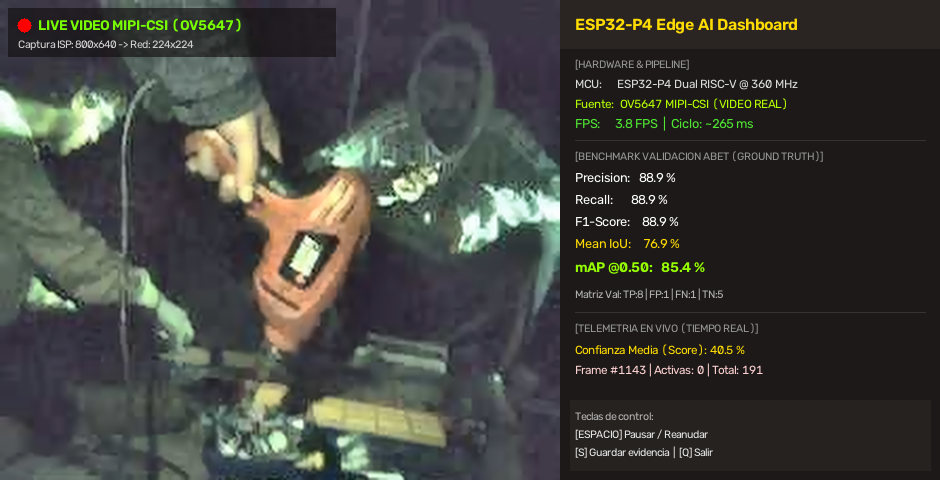 LIVE VIDEO MIPI-CSI (OV5647)
Captura ISP: 800x640 -> Red: 224x224
ESP32-P4 Edge AI Dashboard
[HARDWARE & PIPELINE]
MCU: ESP32-P4 Dual RISC-V @ 360 MHz
Fuente: OV5647 MIPI-CSI (VIDEO REAL)
FPS: 3.8 FPS | Ciclo: ~265 ms
[BENCHMARK VALIDACION ABET (GROUND TRUTH)]
Precision: 88.9 %
Recall: 88.9 %
F1-Score: 88.9 %
Mean IoU: 76.9 %
mAP @0.50: 85.4 %
Matriz Val: TP:8 | FP:1 | FN:1 | TN:5
[TELEMETRIA EN VIVO (TIEMPO REAL)]
Confianza Media (Score): 40.5 %
Frame #1143 | Activas: 0 | Total: 191
Teclas de control:
[ESPACIO] Pausar / Reanudar
[S] Guardar evidencia | [Q] Salir